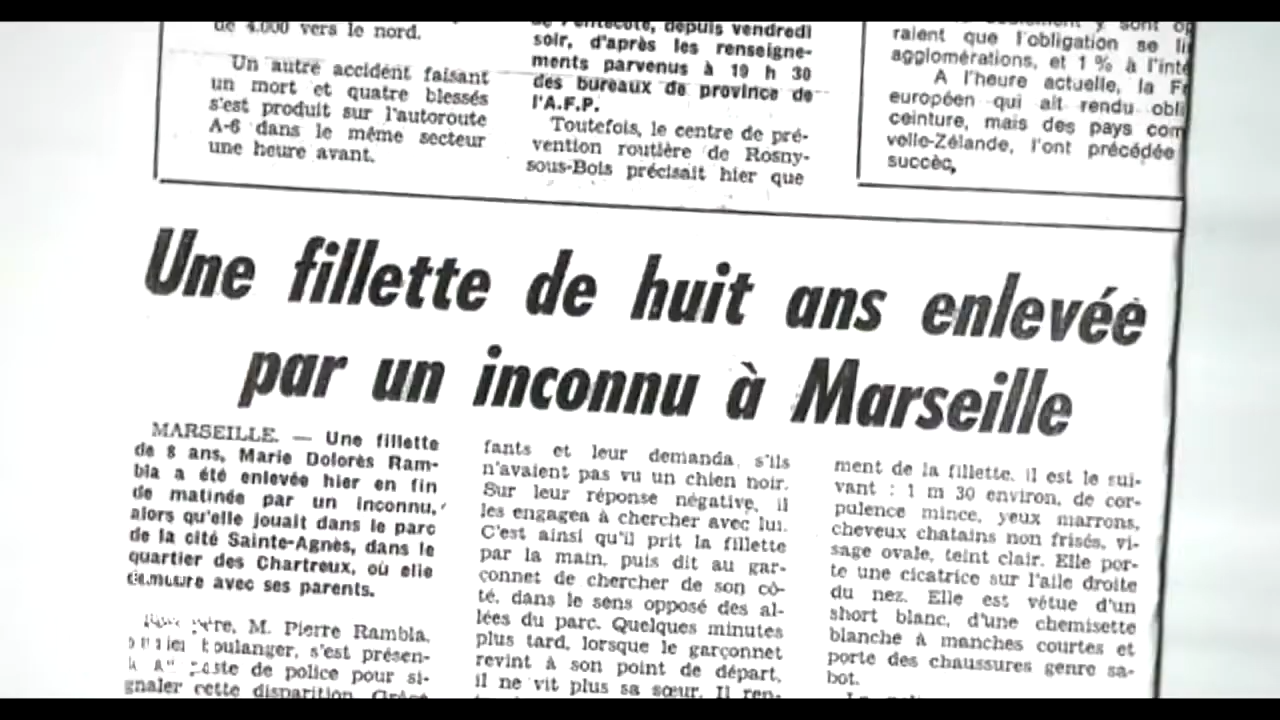 de 4.000 vers le nord.
Un autre accident faisant
un mort et quatre blessés
s'est produit sur l'autoroute
A-6 dans le même secteur
une heure avant.
de Pentecôte, depuis vendredi
soir, d'après les renseigne-
ments parvenus à 19 h 30
des bureaux de province de
l'A.F.P.
Toutefois, le centre de pré-
vention routière de Rosny-
sous-Bois précisait hier que
y sont
raient que l'obligation se
agglomérations, et 1 % à
A l'heure actuelle, la
européen qui ait rendu
ceinture, mais des pays
velle-Zélande, l'ont précédée
succès,
Une fillette de huit ans enlevée
par un inconnu à Marseille
MARSEILLE. — Une fillette
de 8 ans, Marie Dolorès Ram-
bla a été enlevée hier en fin
de matinée par un inconnu,
alors qu'elle jouait dans le parc
de la cité Sainte-Agnès, dans le
quartier des Chartreux, où elle
demeure avec ses parents.
M. Pierre Rambla,
boulanger, s'est présen-
de police pour si-
gnaler cette disparition.
fants et leur demanda, s'ils
n'avaient pas vu un chien noir.
Sur leur réponse négative, il
les engagea à chercher avec lui.
C'est ainsi qu'il prit la fillette
par la main, puis dit au gar-
çonnet de chercher de son cô-
té, dans le sens opposé des al-
lées du parc. Quelques minutes
plus tard, lorsque le garçonnet
revint à son point de départ,
il ne vit plus sa sœur. Il ren-
ment de la fillette, il est le sui-
vant : 1 m 30 environ, de cor-
pulence mince, yeux marrons,
cheveux chatains non frisés, vi-
sage ovale, teint clair. Elle por-
te une cicatrice sur l'aile droite
du nez. Elle est vêtue d'un
short blanc, d'une chemisette
blanche à manches courtes et
porte des chaussures genre sa-
bot.